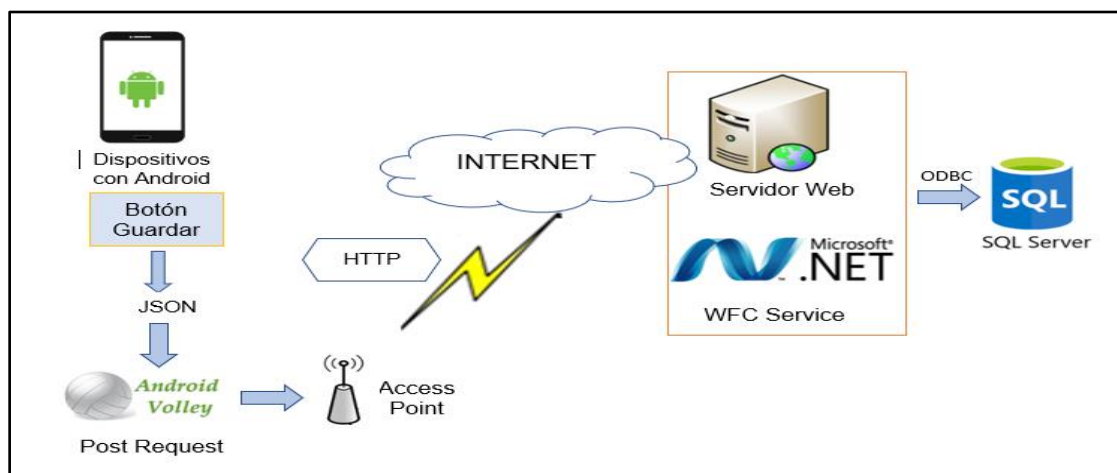 Dispositivos
con Android
Botón
Guardar
JSON
Android
Volley
Post Request
Access
Point
HTTP
INTERNET
Servidor Web
Microsoft®
.NET
WFC Service
ODBC
SQL
SQL Server